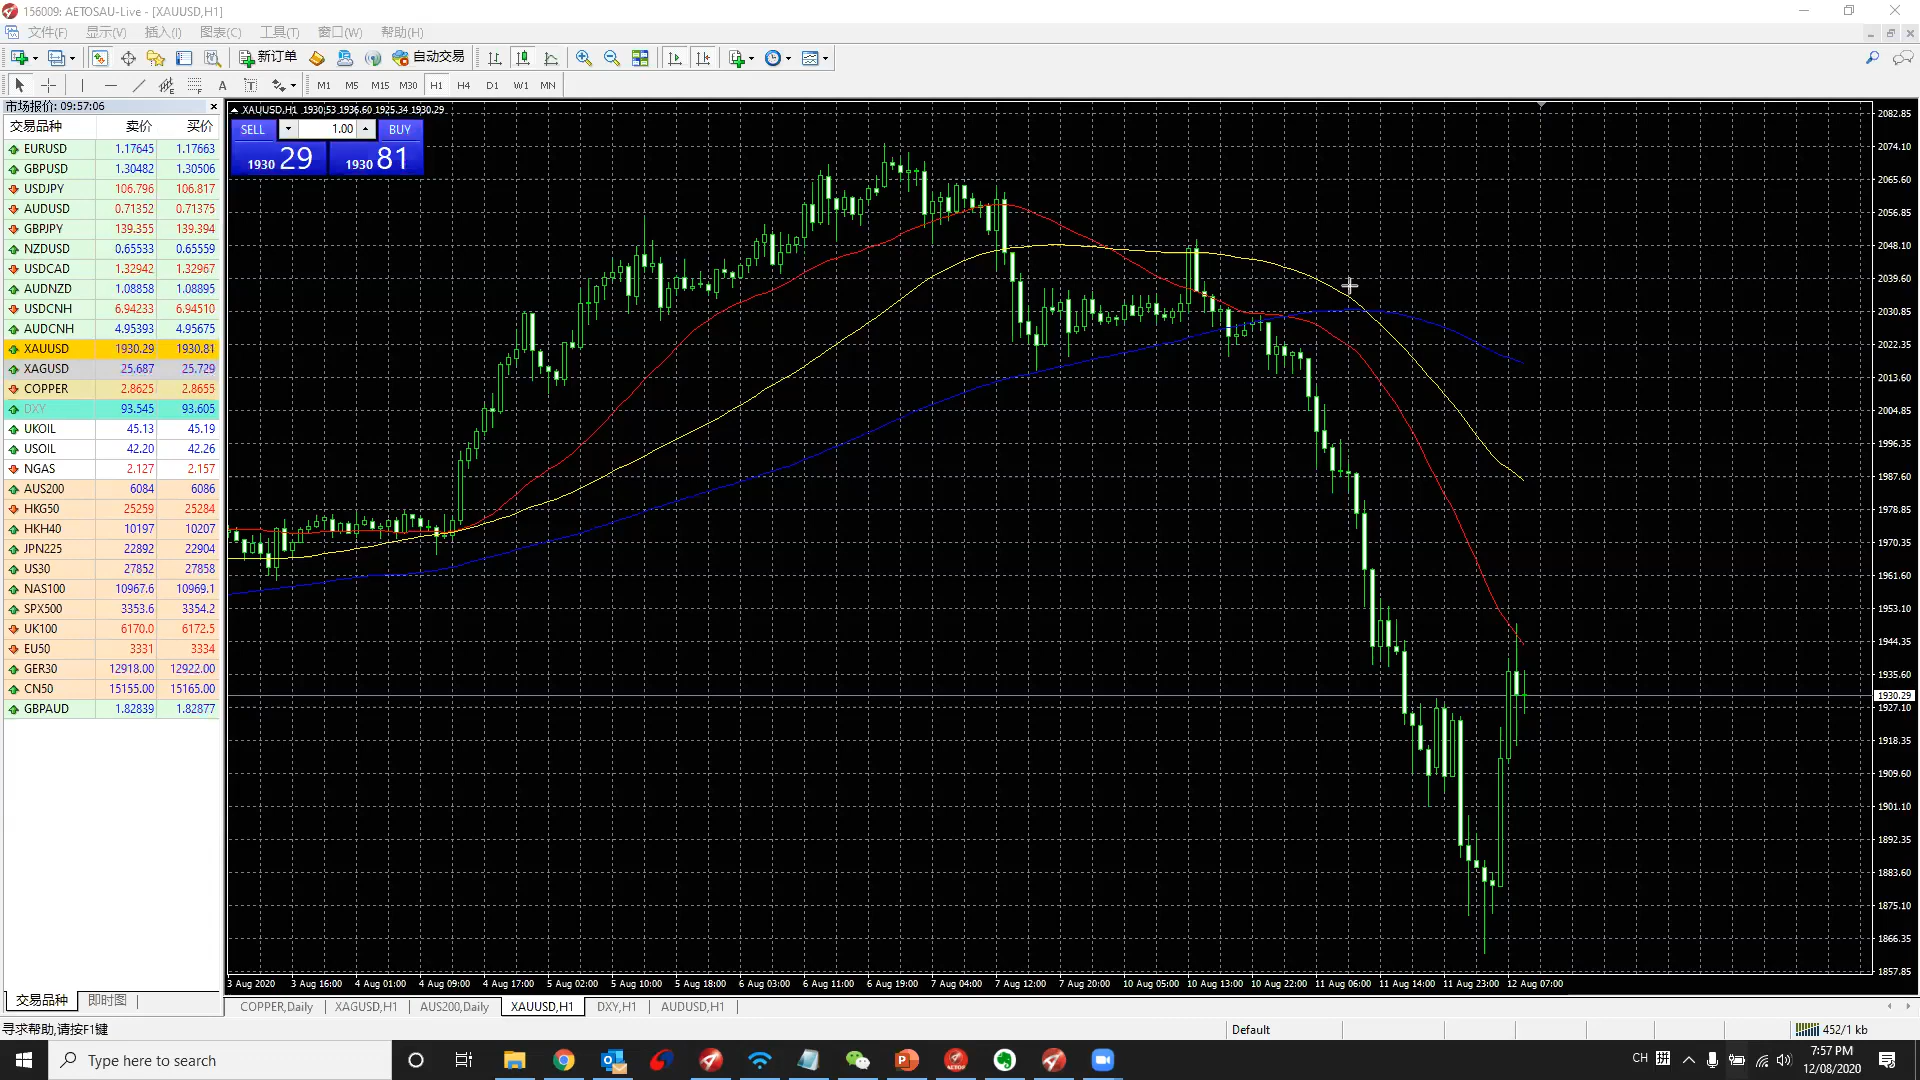 156009: AETOSAU-Live - [XAUUSD,H1]
文件(F) 显示(V) 插入(I) 图表(C) 工具(T) 窗口(W) 帮助(H)
新订单 自动交易
A T M1 M5 M15 M30 H1 H4 D1 W1 MN
市场报价: 09:57:06
交易品种 卖价 买价
EURUSD 1.17645 1.17663
GBPUSD 1.30482 1.30506
USDJPY 106.796 106.817
AUDUSD 0.71352 0.71375
GBPJPY 139.355 139.394
NZDUSD 0.65533 0.65559
USDCAD 1.32942 1.32967
AUDNZD 1.08858 1.08895
USDCNH 6.94233 6.94510
AUDCNH 4.95393 4.95675
XAUUSD 1930.29 1930.81
XAGUSD 25.687 25.729
COPPER 2.8625 2.8655
DXY 93.545 93.605
UKOIL 45.13 45.19
USOIL 42.20 42.26
NGAS 2.127 2.157
AUS200 6084 6086
HKG50 25259 25284
HKH40 10197 10207
JPN225 22892 22904
US30 27852 27858
NAS100 10967.6 10969.1
SPX500 3353.6 3354.2
UK100 6170.0 6172.5
EU50 3331 3334
GER30 12918.00 12922.00
CN50 15155.00 15165.00
GBPAUD 1.82839 1.82877
交易品种 即时图
XAUUSD,H1 1930.53 1936.60 1925.34 1930.29
SELL 1.00 BUY
1930 29 1930 81
2082.85
2074.10
2065.60
2056.85
2048.10
2039.60
2030.85
2022.35
2013.60
2004.85
1996.35
1987.60
1978.85
1970.35
1961.60
1953.10
1944.35
1935.60
1930.29
1927.10
1918.35
1909.60
1901.10
1892.35
1883.60
1875.10
1866.35
1857.85
3 Aug 2020 3 Aug 16:00 4 Aug 01:00 4 Aug 09:00 4 Aug 17:00 5 Aug 02:00 5 Aug 10:00 5 Aug 18:00 6 Aug 03:00 6 Aug 11:00 6 Aug 19:00 7 Aug 04:00 7 Aug 12:00 7 Aug 20:00 10 Aug 05:00 10 Aug 13:00 10 Aug 22:00 11 Aug 06:00 11 Aug 14:00 11 Aug 23:00 12 Aug 07:00
COPPER,Daily XAGUSD,H1 AUS200,Daily XAUUSD,H1 DXY,H1 AUDUSD,H1
寻求帮助,请按F1键 Default 452/1 kb
Type here to search
CH 拼 7:57 PM
12/08/2020